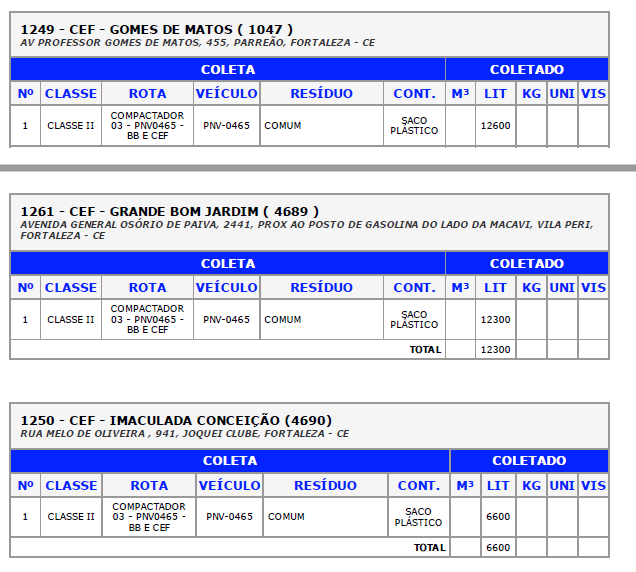 1249 - CEF - GOMES DE MATOS ( 1047 )
AV PROFESSOR GOMES DE MATOS, 455, PARREÃO, FORTALEZA - CE
COLETA COLETADO
Nº CLASSE ROTA VEÍCULO RESÍDUO CONT. M³ LIT KG UNI VIS
1 CLASSE II COMPACTADOR 03 - PNV0465 - BB E CEF PNV-0465 COMUM SACO PLÁSTICO 12600
1261 - CEF - GRANDE BOM JARDIM ( 4689 )
AVENIDA GENERAL OSÓRIO DE PAIVA, 2441, PROX AO POSTO DE GASOLINA DO LADO DA MACAVI, VILA PERI,
FORTALEZA - CE
COLETA COLETADO
Nº CLASSE ROTA VEÍCULO RESÍDUO CONT. M³ LIT KG UNI VIS
1 CLASSE II COMPACTADOR 03 - PNV0465 - BB E CEF PNV-0465 COMUM SACO PLÁSTICO 12300
TOTAL 12300
1250 - CEF - IMACULADA CONCEIÇÃO (4690)
RUA MELO DE OLIVEIRA , 941, JOQUEI CLUBE, FORTALEZA - CE
COLETA COLETADO
Nº CLASSE ROTA VEÍCULO RESÍDUO CONT. M³ LIT KG UNI VIS
1 CLASSE II COMPACTADOR 03 - PNV0465 - BB E CEF PNV-0465 COMUM SACO PLÁSTICO 6600
TOTAL 6600